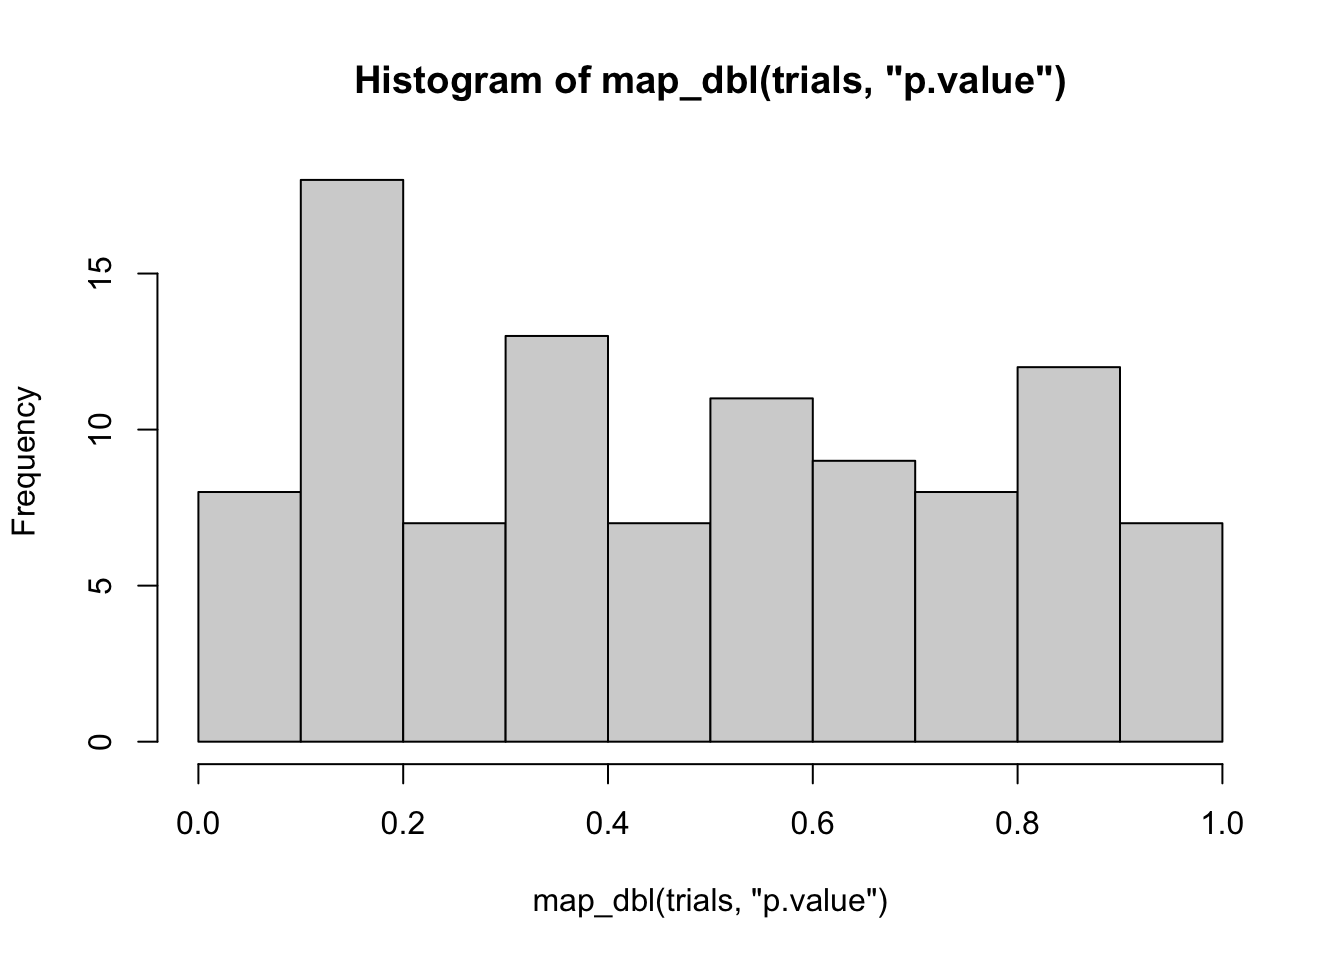 Histogram of map_dbl(trials, "p.value")
Frequency
15
10
5
0
0.0 0.2 0.4 0.6 0.8 1.0
map_dbl(trials, "p.value")